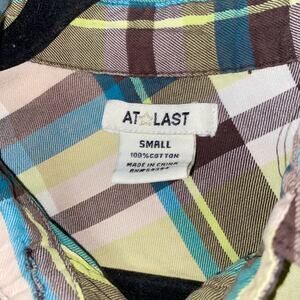 AT☆LAST
SMALL
100% COTTON
MADE IN CHINA